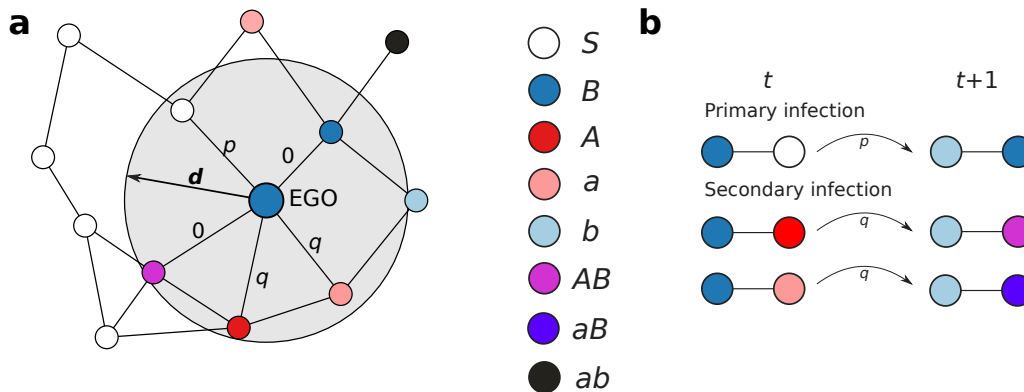 a
p
0
d
EGO
0
q
q
S
B
A
a
b
AB
aB
ab
b
t
t+1
Primary infection
p
Secondary infection
q
q